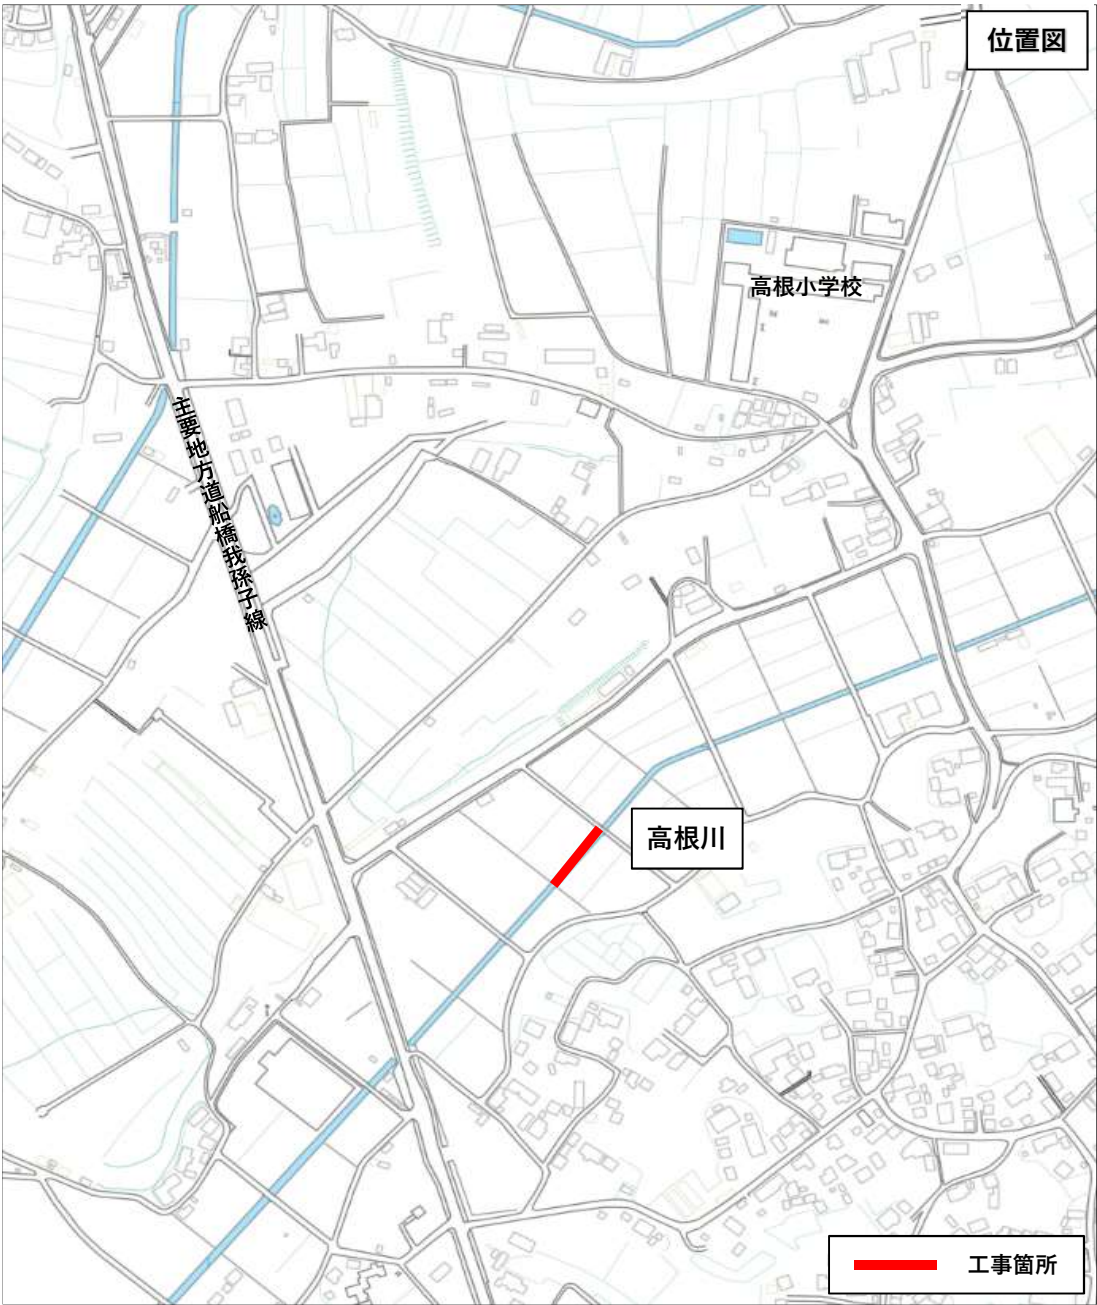 位置図
高根小学校
主要地方道船橋我孫子線
高根川
工事箇所